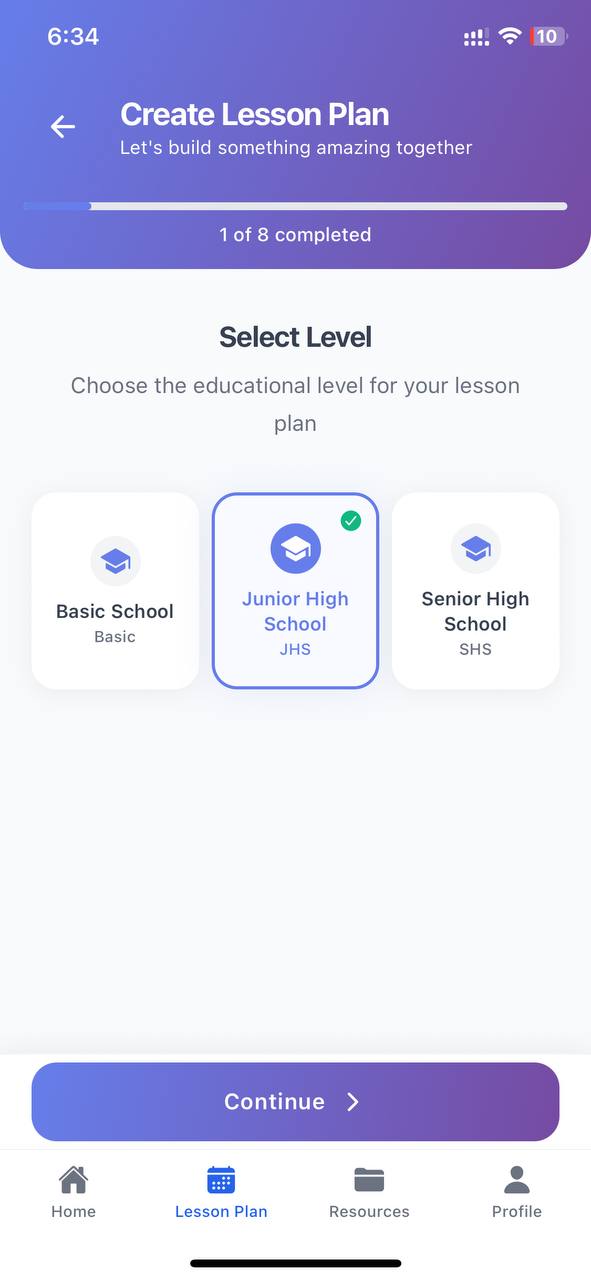 6:34
10
Create Lesson Plan
Let's build something amazing together
1 of 8 completed
Select Level
Choose the educational level for your lesson
plan
Basic School
Basic
Junior High
School
JHS
Senior High
School
SHS
Continue
Home
Lesson Plan
Resources
Profile